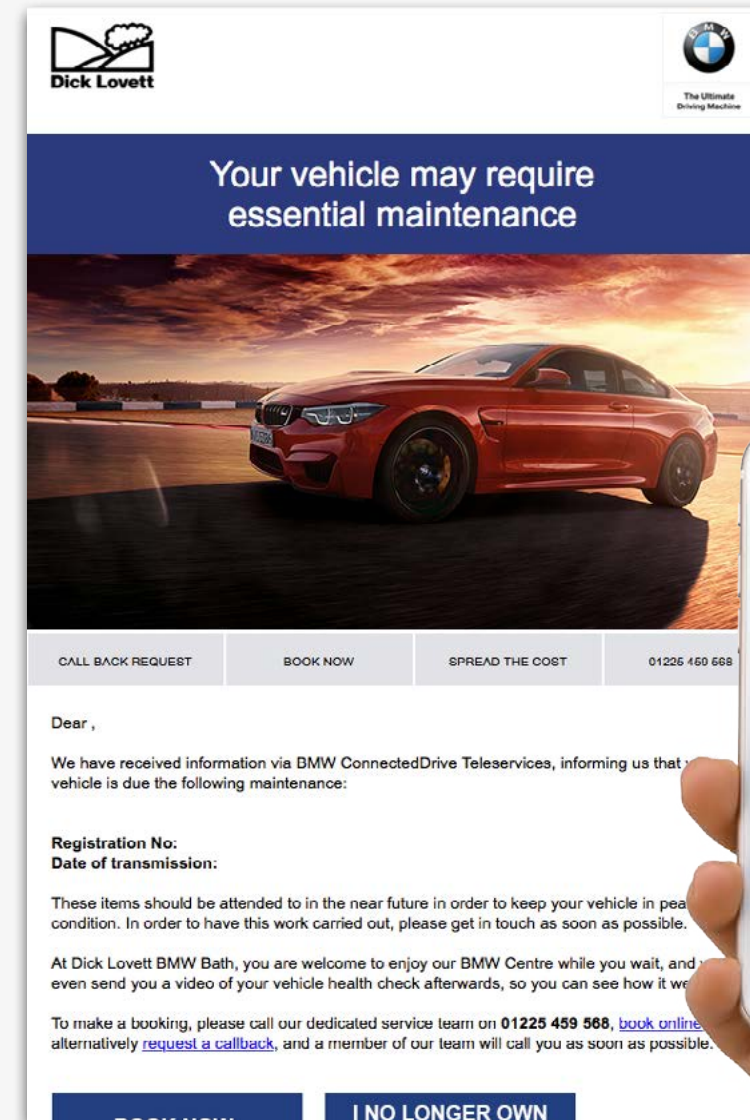 Dick Lovett
BMW
The Ultimate
Driving Machine
Your vehicle may require
essential maintenance
CALL BACK REQUEST
BOOK NOW
SPREAD THE COST
01225 459 568
Dear ,
We have received information via BMW ConnectedDrive Teleservices, informing us that
vehicle is due the following maintenance:
Registration No:
Date of transmission:
These items should be attended to in the near future in order to keep your vehicle in
condition. In order to have this work carried out, please get in touch as soon as possible.
At Dick Lovett BMW Bath, you are welcome to enjoy our BMW Centre while you wait, and
even send you a video of your vehicle health check afterwards, so you can see how it
To make a booking, please call our dedicated service team on 01225 459 568, book online
alternatively request a callback, and a member of our team will call you as soon as possible.
BOOK NOW
I NO LONGER OWN